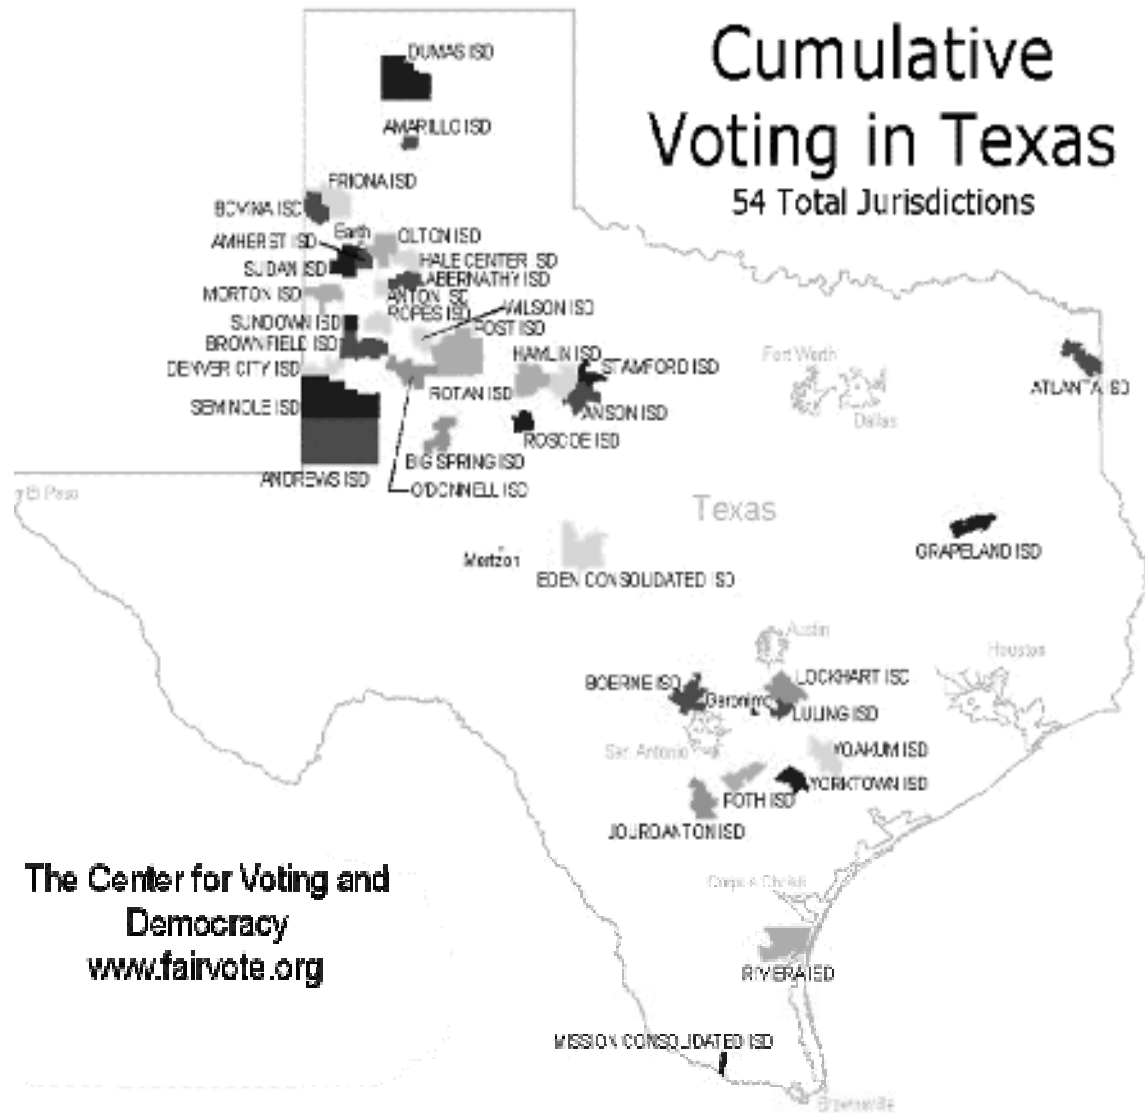 Cumulative
Voting in Texas
54 Total Jurisdictions
DUMAS ISD
AMARILLO ISD
FRIONA ISD
BOVINA ISD
Earth
OLTON ISD
AMHERST ISD
HALE CENTER ISD
SUDAN ISD
ABERNATHY ISD
MORTON ISD
ANTON ISD
ROPES ISD
WILSON ISD
SUNDOWN ISD
POST ISD
BROWNFIELD ISD
HAMLIN ISD
DENVER CITY ISD
STAMFORD ISD
Fort Worth
ATLANTA ISD
ROTAN ISD
SEMINOLE ISD
ANSON ISD
Dallas
ROSCOE ISD
BIG SPRING ISD
ANDREWS ISD
O'DONNELL ISD
El Paso
Texas
GRAPELAND ISD
Mertzon
EDEN CONSOLIDATED ISD
Austin
Houston
BOERNE ISD
LOCKHART ISD
Geronimo
LULING ISD
San Antonio
YOAKUM ISD
YORKTOWN ISD
POTH ISD
JOURDANTON ISD
The Center for Voting and
Democracy
www.fairvote.org
Corpus Christi
RIVIERA ISD
MISSION CONSOLIDATED ISD
Brownsville